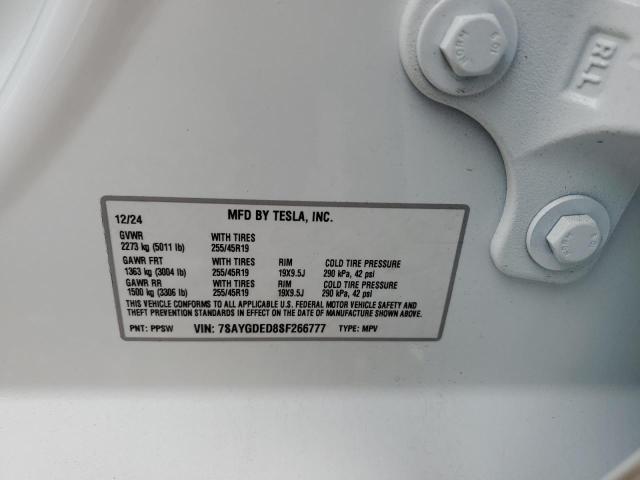 RLL
12/24 MFD BY TESLA, INC.
GVWR WITH TIRES
2273 kg (5011 lb) 255/45R19
GAWR FRT WITH TIRES RIM COLD TIRE PRESSURE
1363 kg (3004 lb) 255/45R19 19X9.5J 290 kPa, 42 psi
GAWR RR WITH TIRES RIM COLD TIRE PRESSURE
1500 kg (3306 lb) 255/45R19 19X9.5J 290 kPa, 42 psi
THIS VEHICLE CONFORMS TO ALL APPLICABLE U.S. FEDERAL MOTOR VEHICLE SAFETY AND
THEFT PREVENTION STANDARDS IN EFFECT ON THE DATE OF MANUFACTURE SHOWN ABOVE.
PNT: PPSW VIN: 7SAYGDED8SF266777 TYPE: MPV